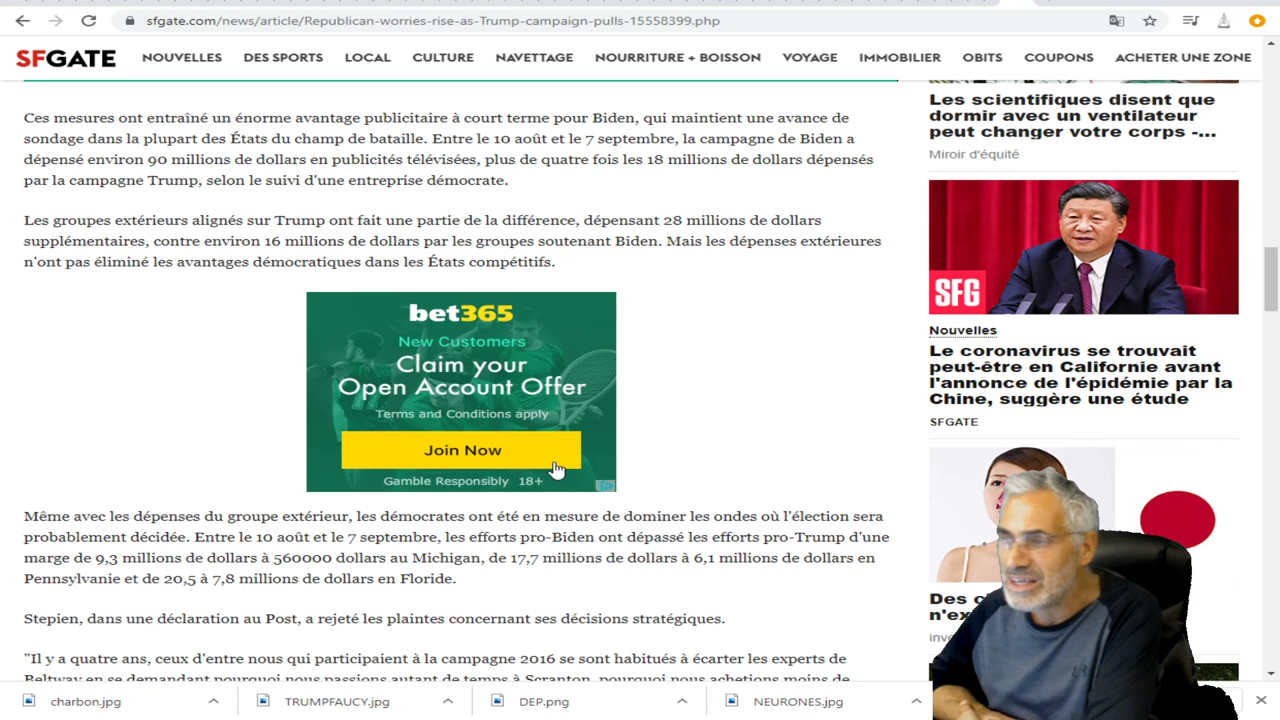 sfgate.com/news/article/Republican-worries-rise-as-Trump-campaign-pulls-15558399.php
SFGATE
NOUVELLES
DES SPORTS
LOCAL
CULTURE
NAVETTAGE
NOURRITURE + BOISSON
VOYAGE
IMMOBILIER
OBITS
COUPONS
ACHETER UNE ZONE
Ces mesures ont entraîné un énorme avantage publicitaire à court terme pour Biden, qui maintient une avance de
sondage dans la plupart des États du champ de bataille. Entre le 10 août et le 7 septembre, la campagne de Biden a
dépensé environ 90 millions de dollars en publicités télévisées, plus de quatre fois les 18 millions de dollars dépensés
par la campagne Trump, selon le suivi d'une entreprise démocrate.
Les groupes extérieurs alignés sur Trump ont fait une partie de la différence, dépensant 28 millions de dollars
supplémentaires, contre environ 16 millions de dollars par les groupes soutenant Biden. Mais les dépenses extérieures
n'ont pas éliminé les avantages démocratiques dans les États compétitifs.
bet365
New Customers
Claim your
Open Account Offer
Terms and Conditions apply
Join Now
Gamble Responsibly 18+
Même avec les dépenses du groupe extérieur, les démocrates ont été en mesure de dominer les ondes où l'élection sera
probablement décidée. Entre le 10 août et le 7 septembre, les efforts pro-Biden ont dépassé les efforts pro-Trump d'une
marge de 9,3 millions de dollars à 560000 dollars au Michigan, de 17,7 millions de dollars à 6,1 millions de dollars en
Pennsylvanie et de 20,5 à 7,8 millions de dollars en Floride.
Stepien, dans une déclaration au Post, a rejeté les plaintes concernant ses décisions stratégiques.
"Il y a quatre ans, ceux d'entre nous qui participaient à la campagne 2016 se sont habitués à écarter les experts de
Beltway en se demandant pourquoi nous passions autant de temps à Scranton, pourquoi nous achetions moins de
Les scientifiques disent que
dormir avec un ventilateur
peut changer votre corps -...
Miroir d'équité
SFG
Nouvelles
Le coronavirus se trouvait
peut-être en Californie avant
l'annonce de l'épidémie par la
Chine, suggère une étude
SFGATE
Des
n'ex
charbon.jpg
TRUMPFAUCY.jpg
DEP.png
NEURONES.jpg